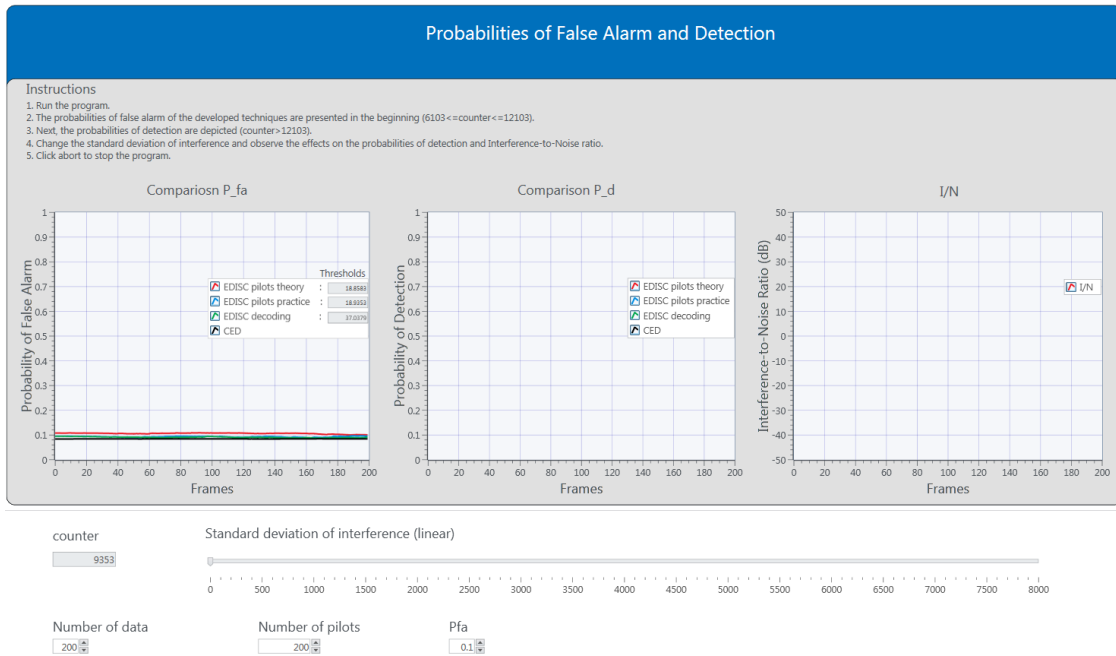 Probabilities of False Alarm and Detection
Instructions
1. Run the program.
2. The probabilities of false alarm of the developed techniques are presented in the beginning (6103<=counter<=12103).
3. Next, the probabilities of detection are depicted (counter>12103).
4. Change the standard deviation of interference and observe the effects on the probabilities of detection and Interference-to-Noise ratio.
5. Click abort to stop the program.
Compariosn P_fa
Probability of False Alarm
1
0.9
0.8
0.7
0.6
0.5
0.4
0.3
0.2
0.1
0
Thresholds
EDISC pilots theory : 18.8583
EDISC pilots practice : 18.9353
EDISC decoding : 37.0379
CED
0 20 40 60 80 100 120 140 160 180 200
Frames
Comparison P_d
Probability of Detection
1
0.9
0.8
0.7
0.6
0.5
0.4
0.3
0.2
0.1
0
EDISC pilots theory
EDISC pilots practice
EDISC decoding
CED
0 20 40 60 80 100 120 140 160 180 200
Frames
I/N
Interference-to-Noise Ratio (dB)
50
40
30
20
10
0
-10
-20
-30
-40
-50
I/N
0 20 40 60 80 100 120 140 160 180 200
Frames
counter
9353
Standard deviation of interference (linear)
0 500 1000 1500 2000 2500 3000 3500 4000 4500 5000 5500 6000 6500 7000 7500 8000
Number of data
200
Number of pilots
200
Pfa
0.1